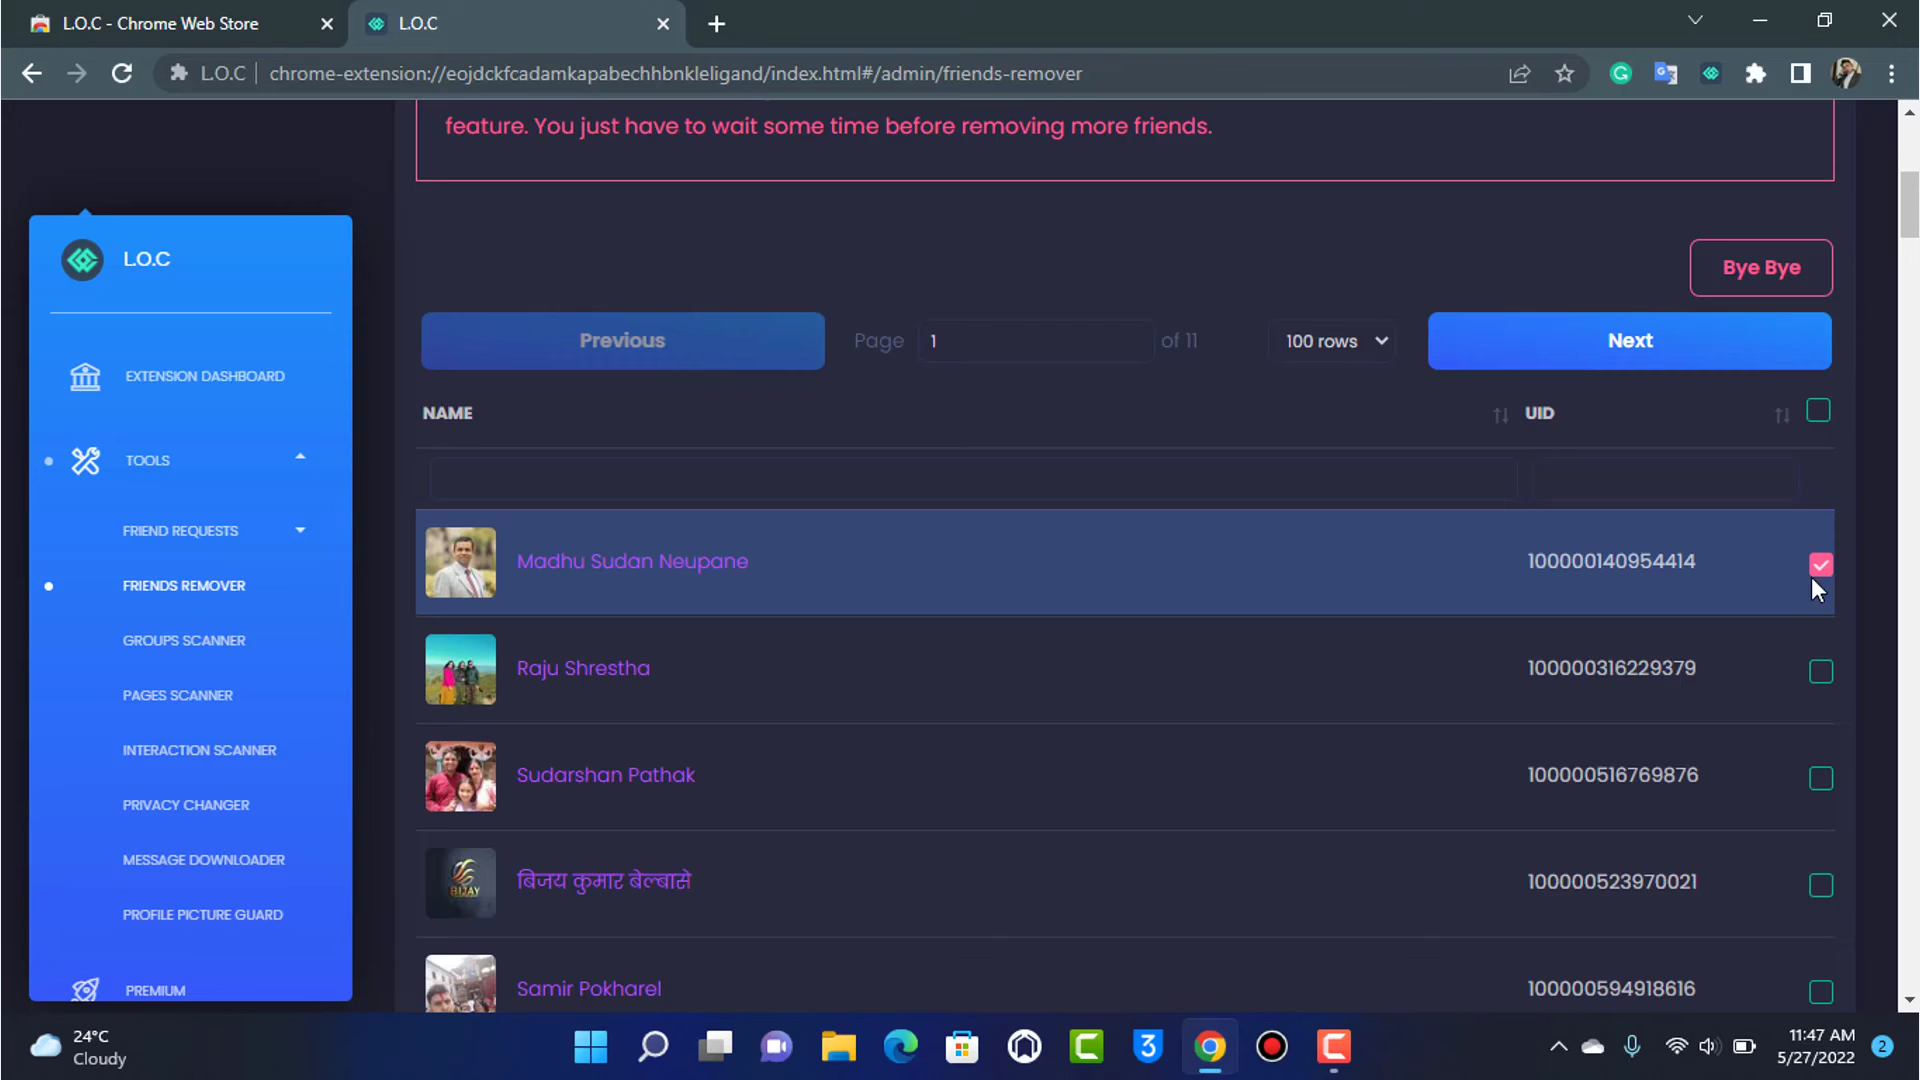 L.O.C - Chrome Web Store
L.O.C
L.O.C
chrome-extension://eojdckfcadamkapabechhbnkleligand/index.html#/admin/friends-remover
feature. You just have to wait some time before removing more friends.
L.O.C
Bye Bye
Previous
Page
1
of 11
100 rows
Next
EXTENSION DASHBOARD
NAME
UID
TOOLS
FRIEND REQUESTS
Madhu Sudan Neupane
100000140954414
FRIENDS REMOVER
GROUPS SCANNER
Raju Shrestha
100000316229379
PAGES SCANNER
INTERACTION SCANNER
Sudarshan Pathak
100000516769876
PRIVACY CHANGER
MESSAGE DOWNLOADER
BIJAY
बिजय कुमार बेल्बासे
100000523970021
PROFILE PICTURE GUARD
PREMIUM
Samir Pokharel
100000594918616
24°C
Cloudy
3
11:47 AM
5/27/2022
2